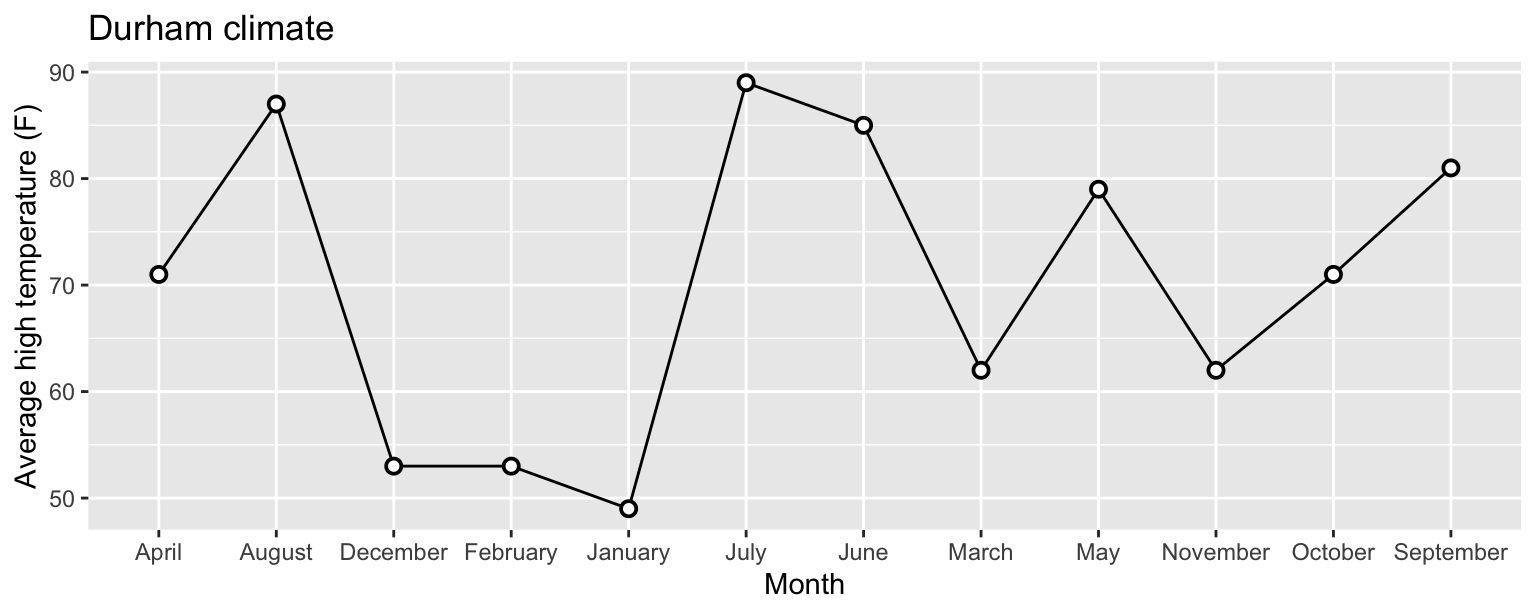 Durham climate
Average high temperature (F)
90
80
70
60
50
April August December February January July June March May November October September
Month